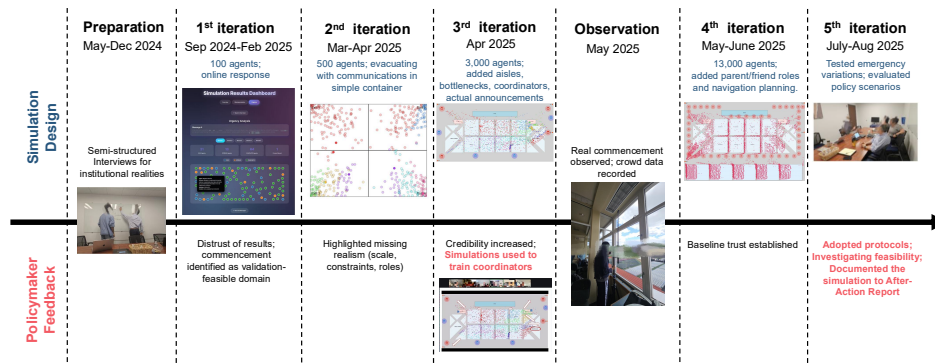 Preparation
May-Dec 2024
1st iteration
Sep 2024-Feb 2025
2nd iteration
Mar-Apr 2025
3rd iteration
Apr 2025
Observation
May 2025
4th iteration
May-June 2025
5th iteration
July-Aug 2025
Simulation
Design
Semi-structured
Interviews for
institutional realities
100 agents;
online response
Simulation Results Dashboard
500 agents; evacuating
with communications in
simple container
3,000 agents;
added aisles,
bottlenecks, coordinators,
actual announcements
Real commencement
observed; crowd data
recorded
13,000 agents;
added parent/friend roles
and navigation planning.
Tested emergency
variations; evaluated
policy scenarios
Policymaker
Feedback
Distrust of results;
commencement
identified as validation-
feasible domain
Highlighted missing
realism (scale,
constraints, roles)
Credibility increased;
Simulations used to
train coordinators
Baseline trust established
Adopted protocols;
Investigating feasibility;
Documented the
simulation to After-
Action Report